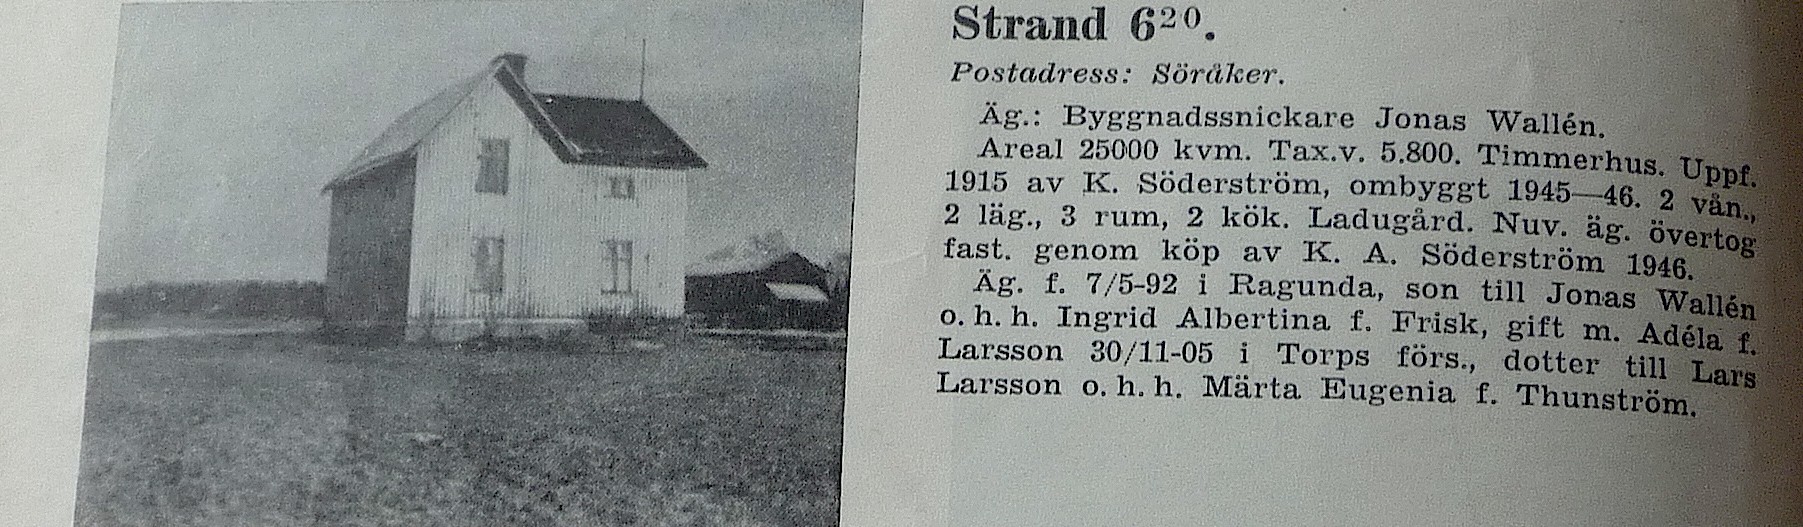 Strand 6²⁰.
Postadress: Söråker.
Äg.: Byggnadssnickare Jonas Wallén.
Areal 25000 kvm. Tax.v. 5.800. Timmerhus. Uppf.
1915 av K. Söderström, ombyggt 1945—46. 2 vån.,
2 läg., 3 rum, 2 kök. Ladugård. Nuv. äg. övertog
fast. genom köp av K. A. Söderström 1946.
Äg. f. 7/5-92 i Ragunda, son till Jonas Wallén
o. h. h. Ingrid Albertina f. Frisk, gift m. Adéla f.
Larsson 30/11-05 i Torps förs., dotter till Lars
Larsson o. h. h. Märta Eugenia f. Thunström.